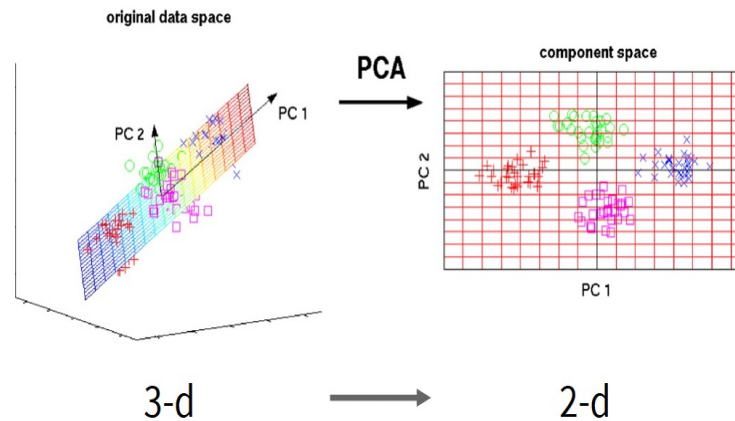 original data space
PCA
component space
PC 1
PC 2
PC 2
PC 1
3-d
2-d